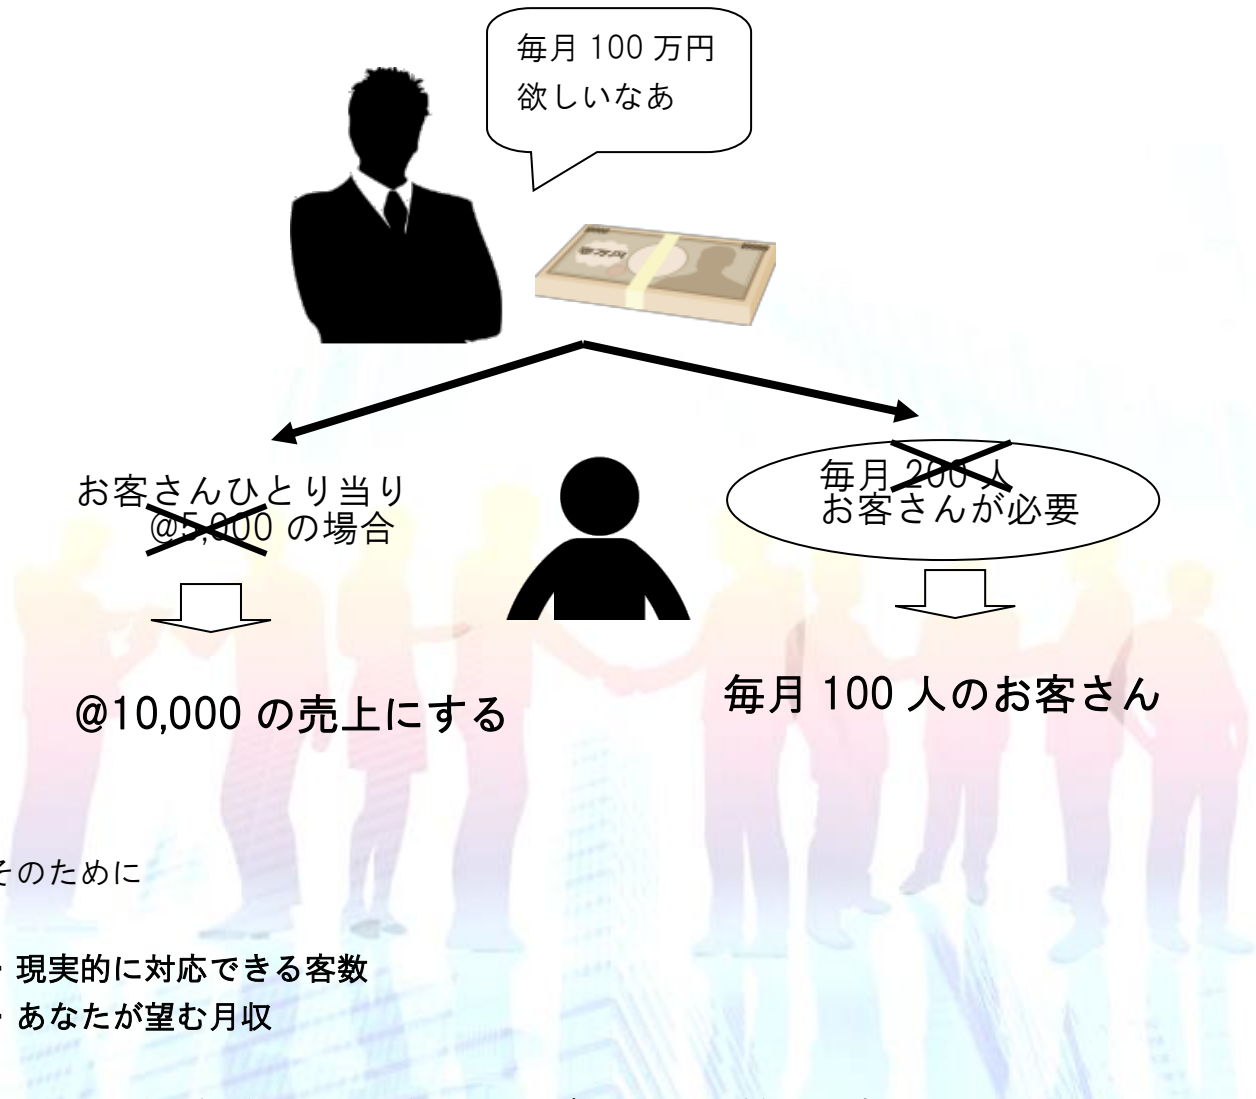 毎月 100 万円
欲しいなあ
お客さんひとり当り
@5,000 の場合
毎月 200 人
お客さんが必要
@10,000 の売上にする
毎月 100 人のお客さん
そのために
・現実的に対応できる客数
・あなたが望む月収